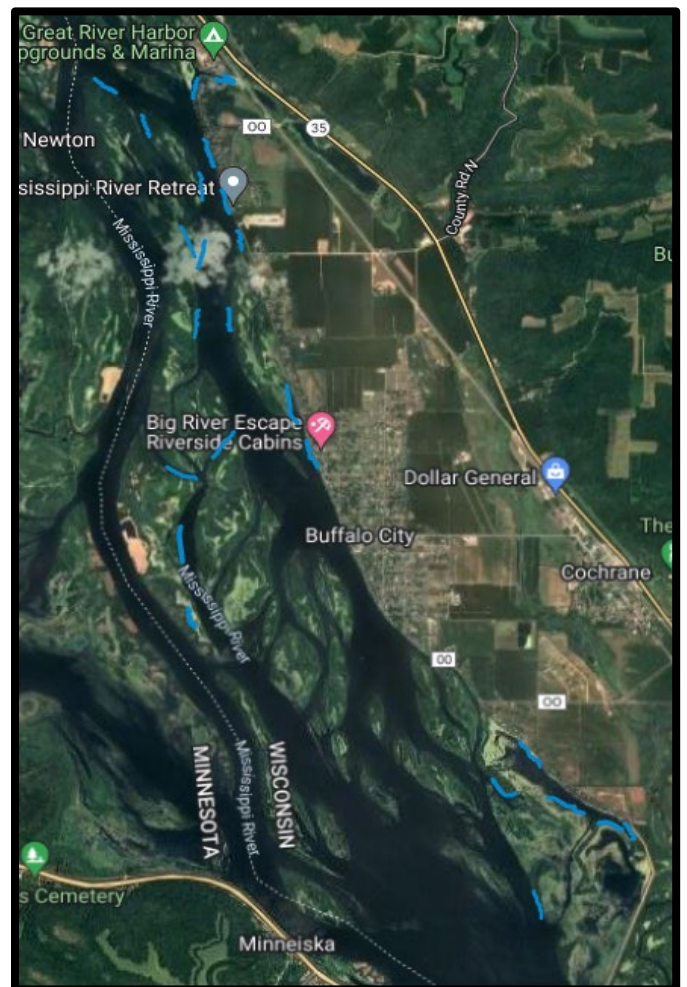 Great River Harbor
pgrounds & Marina
OO
35
Newton
County Rd N
sissippi River Retreat
Mississippi River
Bu
Big River Escape
Riverside Cabins
Dollar General
The
Buffalo City
Cochrane
Mississippi River
OO
OO
MINNESOTA
Mississippi River
WISCONSIN
s Cemetery
Minneiska